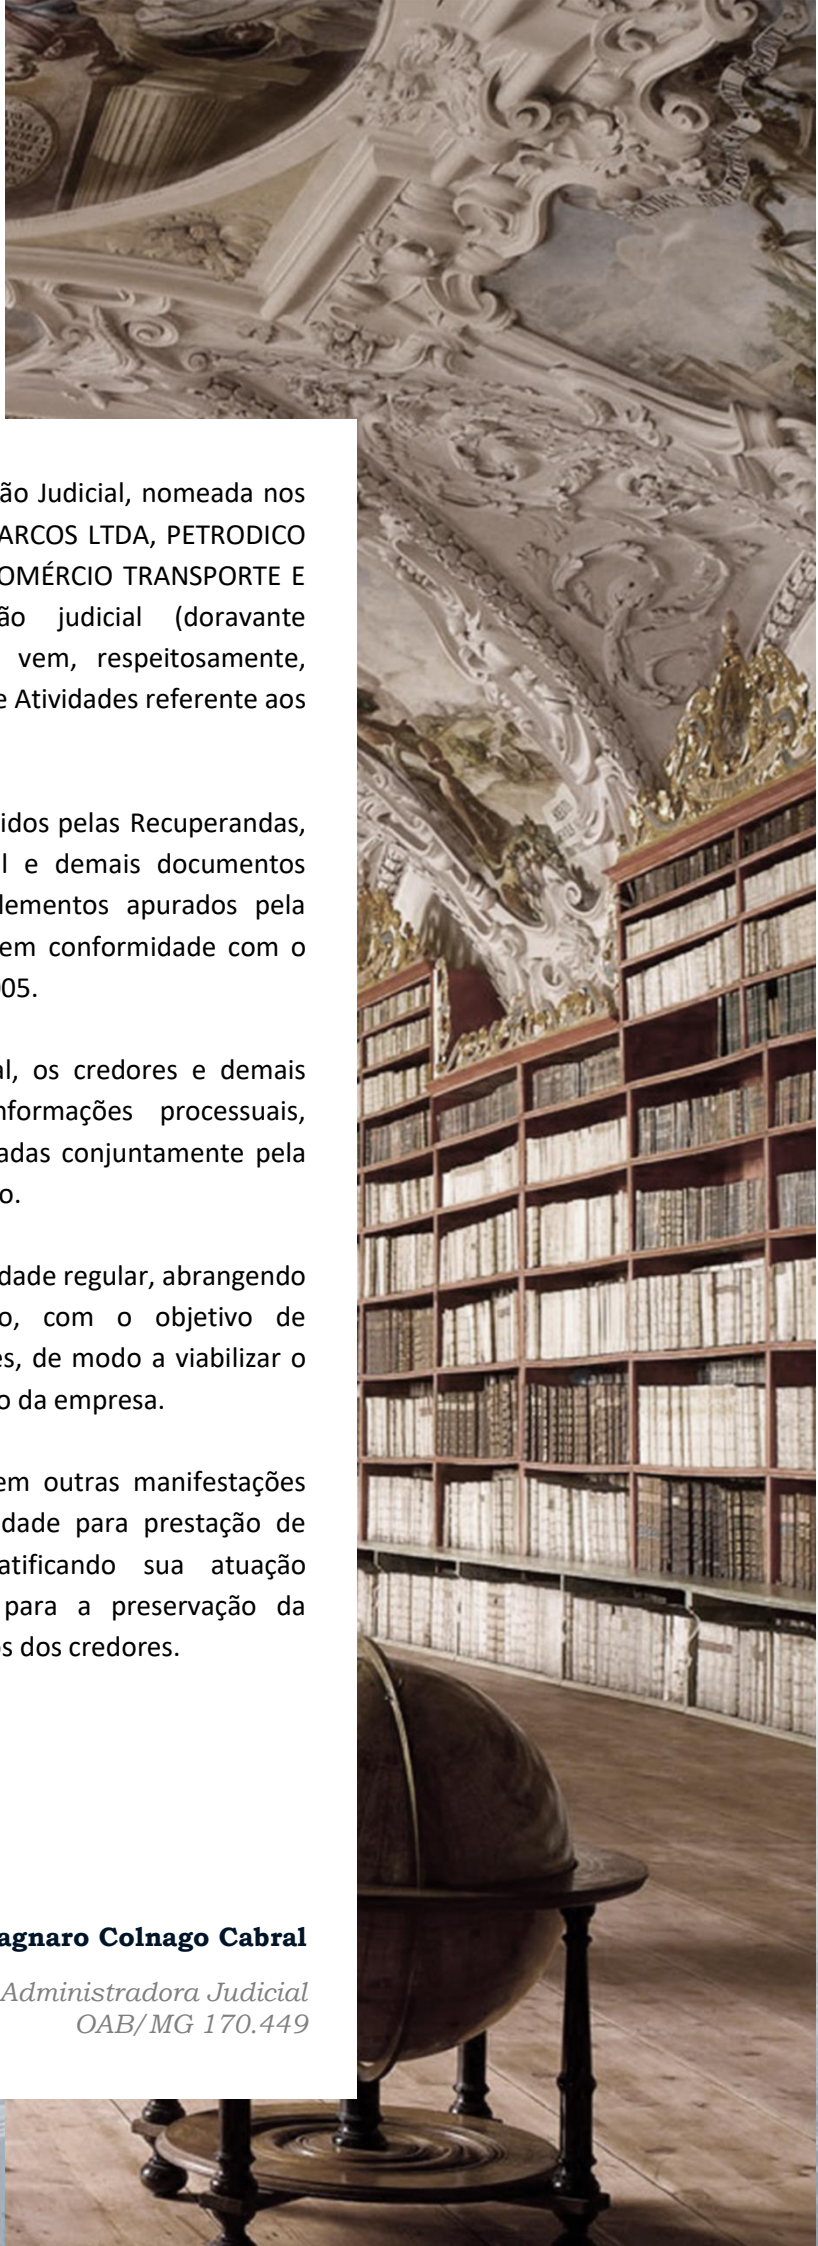 ão Judicial, nomeada nos
ARCOS LTDA, PETRODICO
OMÉRCIO TRANSPORTE E
ão judicial (doravante
vem, respeitosamente,
e Atividades referente aos
idos pelas Recuperandas,
l e demais documentos
lementos apurados pela
em conformidade com o
05.
al, os credores e demais
nformações processuais,
adas conjuntamente pela
o.
dade regular, abrangendo
o, com o objetivo de
es, de modo a viabilizar o
o da empresa.
em outras manifestações
idade para prestação de
atificando sua atuação
para a preservação da
s dos credores.
agnaro Colnago Cabral
Administradora Judicial
OAB/MG 170.449